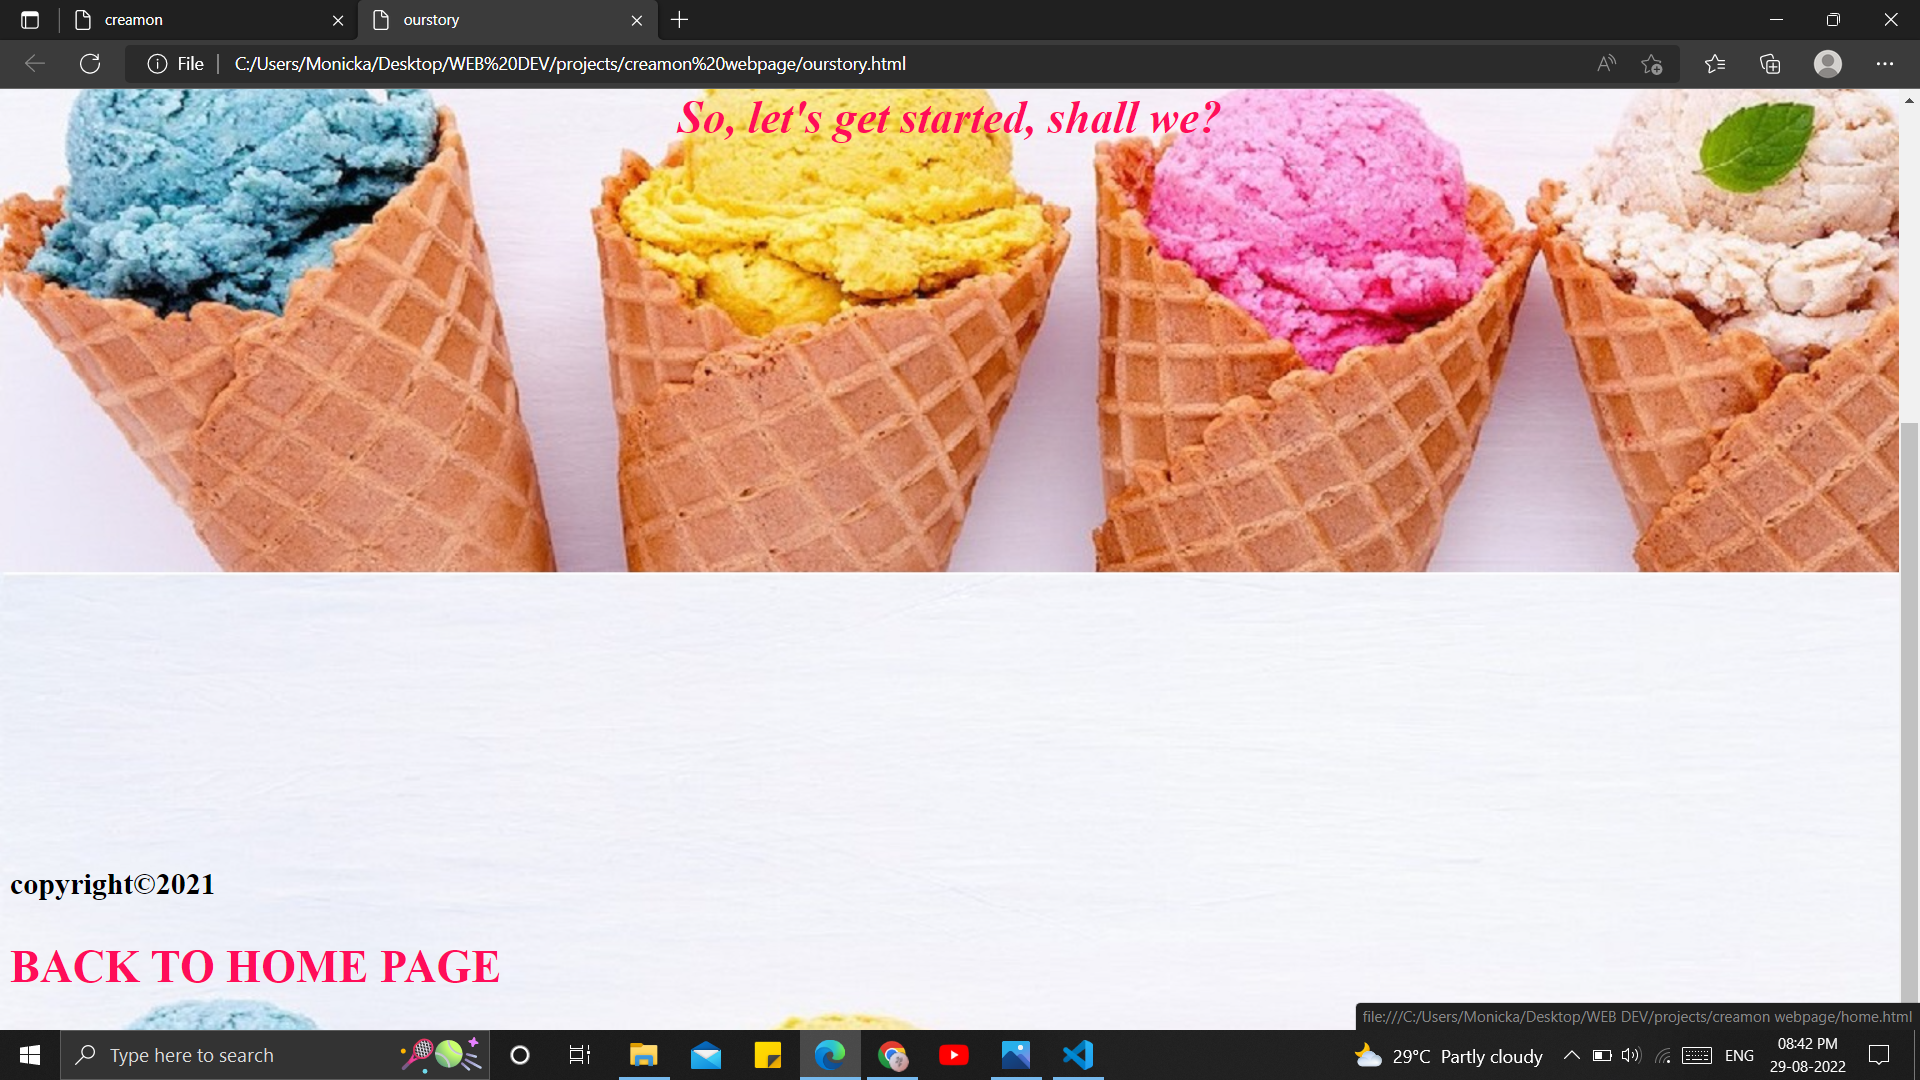 creamon
ourstory
File
C:/Users/Monicka/Desktop/WEB%20DEV/projects/creamon%20webpage/ourstory.html
So, let's get started, shall we?
copyright©2021
BACK TO HOME PAGE
file:///C:/Users/Monicka/Desktop/WEB DEV/projects/creamon webpage/home.html
Type here to search
29°C Partly cloudy
ENG
08:42 PM
29-08-2022